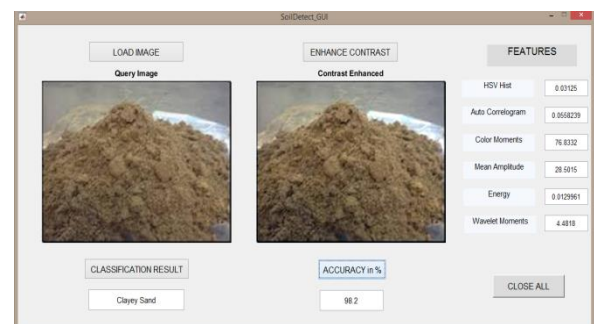 SoilDetect_GUI
LOAD IMAGE
ENHANCE CONTRAST
FEATURES
Query Image
Contrast Enhanced
HSV Hist
0.03125
Auto Correlogram
0.0558239
Color Moments
76.8332
Mean Amplitude
28.5015
Energy
0.0129961
Wavelet Moments
4.4818
CLASSIFICATION RESULT
ACCURACY in %
CLOSE ALL
Clayey Sand
98.2